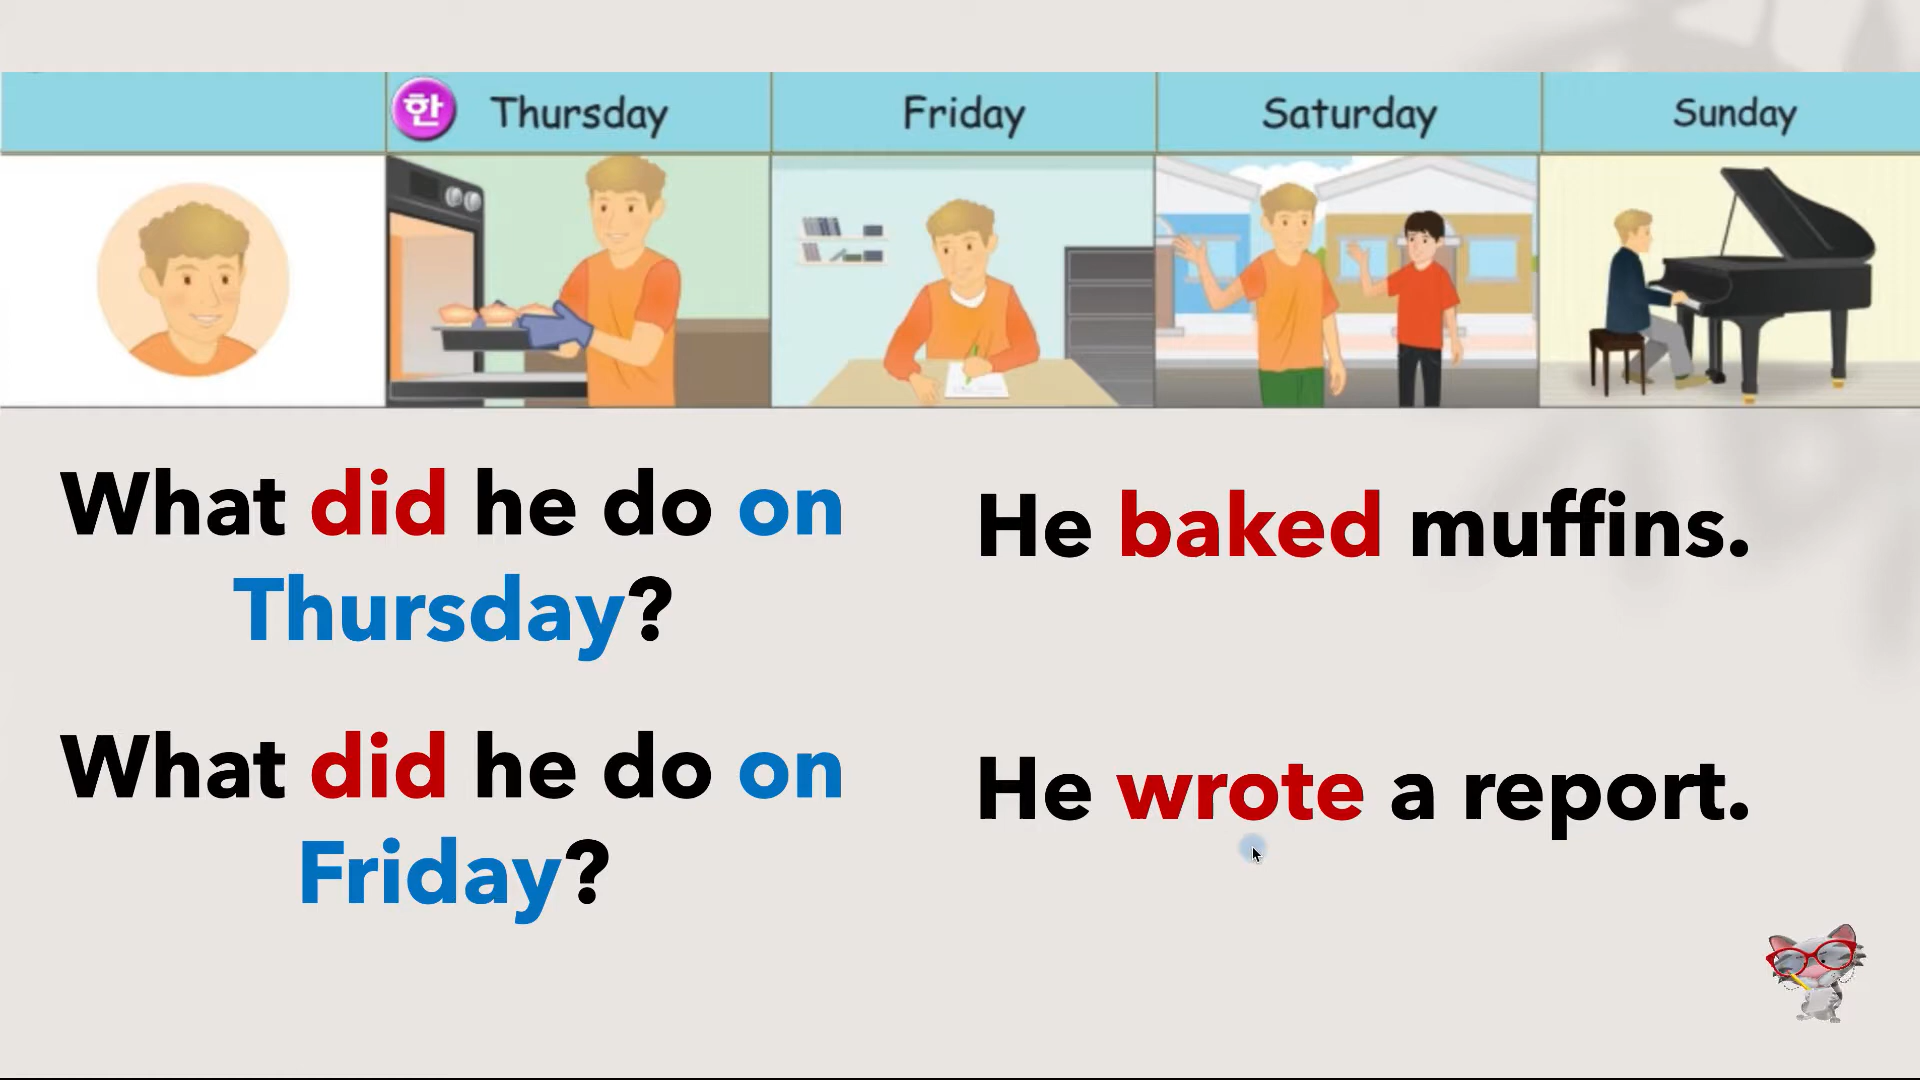 한 Thursday Friday Saturday Sunday
What did he do on
Thursday?
He baked muffins.
What did he do on
Friday?
He wrote a report.